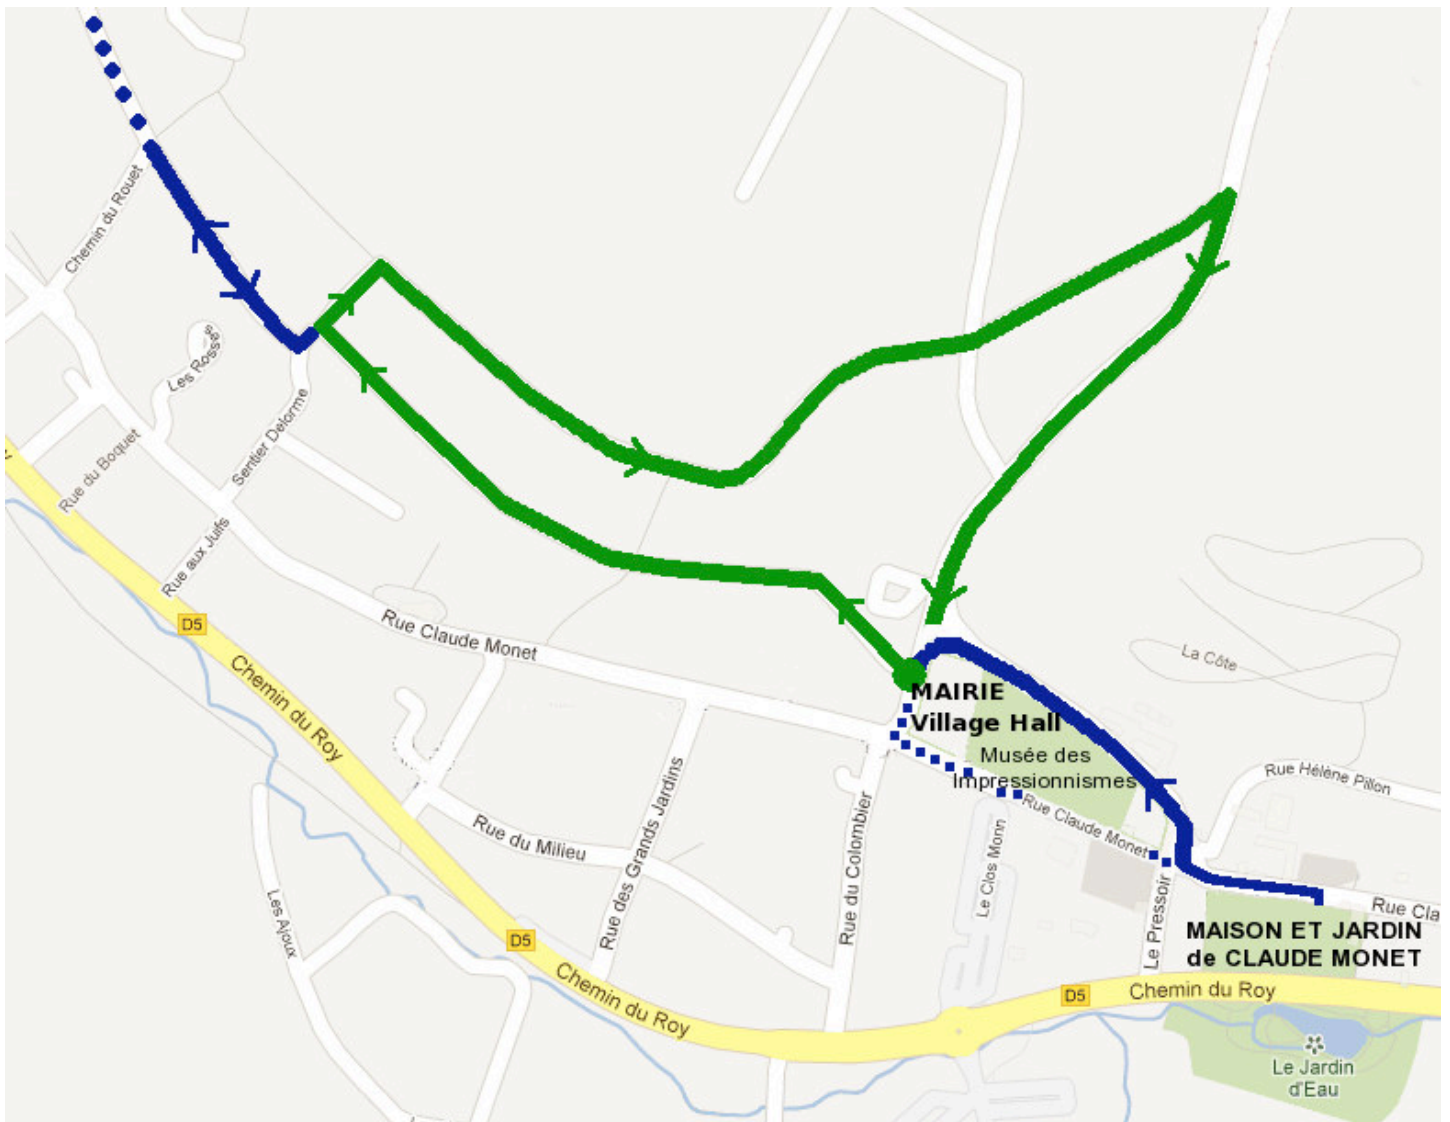 Chemin du Rouet
Les Rosses
Sentier Delorme
Rue du Boquet
Rue aux Juifs
D5
Rue Claude Monet
Chemin du Roy
La Côte
MAIRIE
Village Hall
Musée des
Impressionnismes
Rue Hélène Pillon
Rue Claude Monet
Rue du Milieu
Rue des Grands Jardins
Rue du Colombier
Le Clos Monn
Le Pressoir
Rue Cla
Les Ajoux
MAISON ET JARDIN
de CLAUDE MONET
D5
Chemin du Roy
D5
Chemin du Roy
Le Jardin
d'Eau